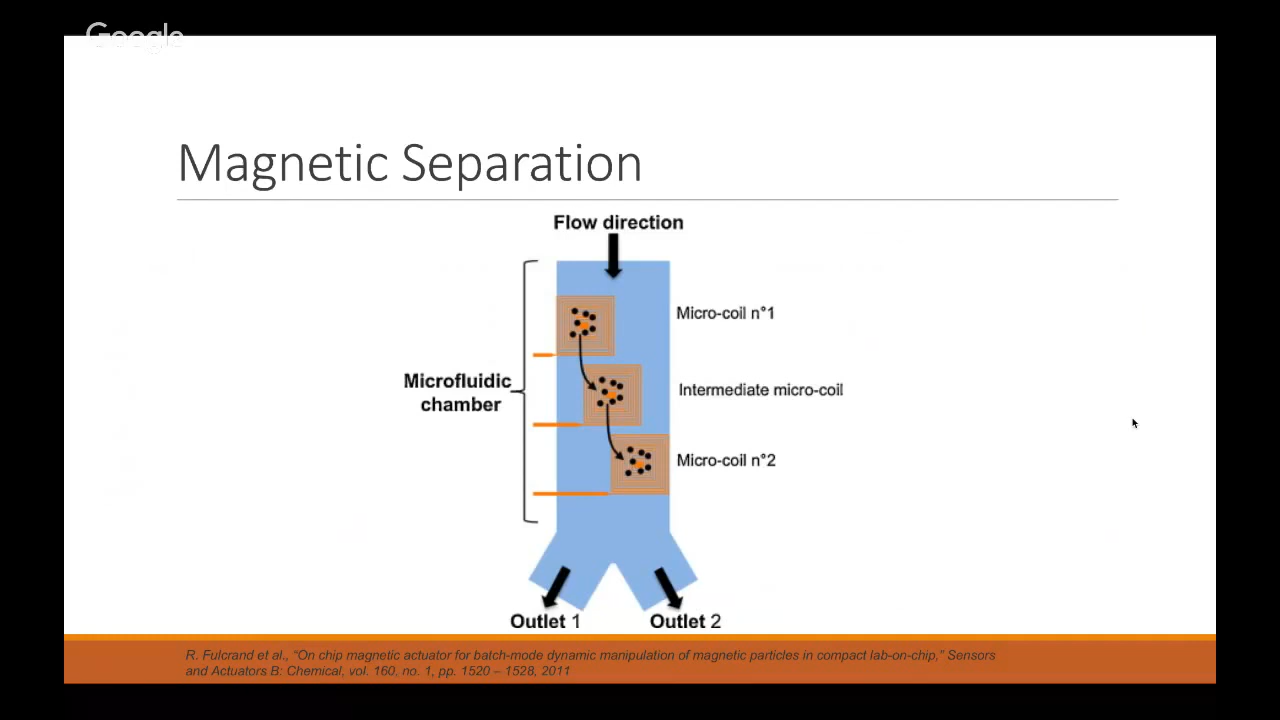 Google
Magnetic Separation
Flow direction
Micro-coil n°1
Microfluidic
chamber
Intermediate micro-coil
Micro-coil n°2
Outlet 1
Outlet 2
R. Fulcrand et al., “On chip magnetic actuator for batch-mode dynamic manipulation of magnetic particles in compact lab-on-chip,” Sensors
and Actuators B: Chemical, vol. 160, no. 1, pp. 1520 – 1528, 2011